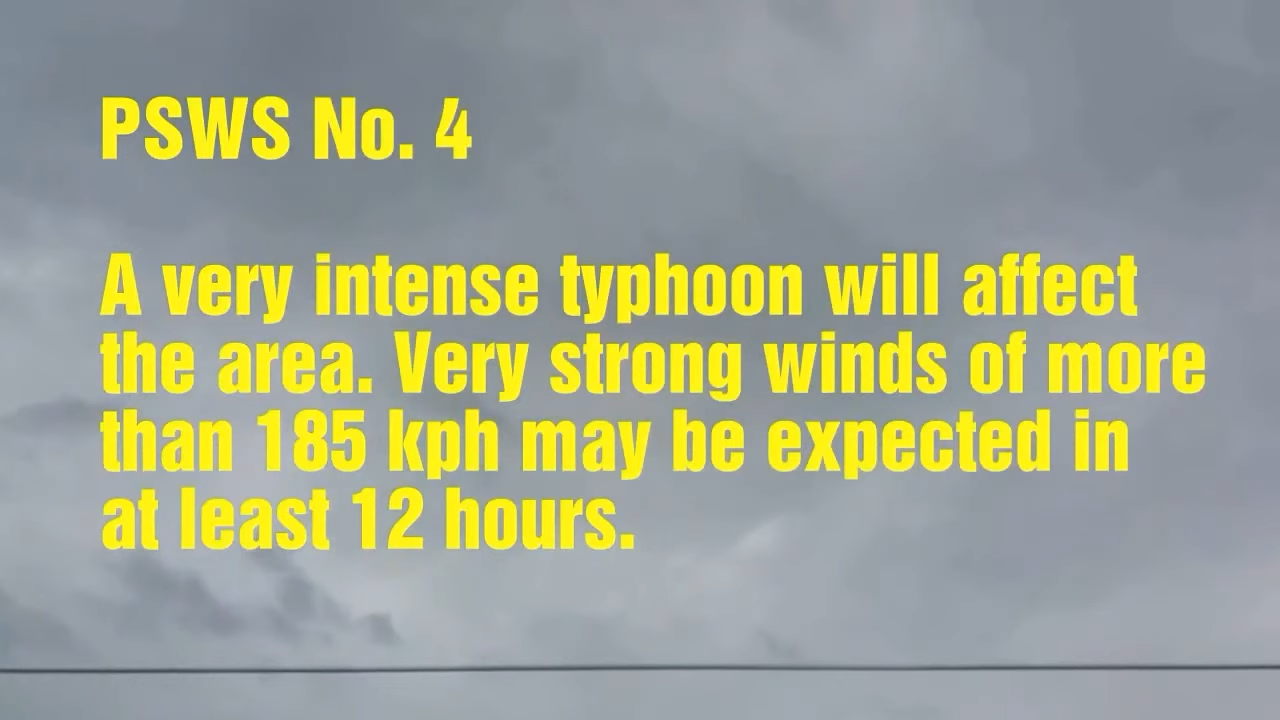 PSWS No. 4
A very intense typhoon will affect
the area. Very strong winds of more
than 185 kph may be expected in
at least 12 hours.